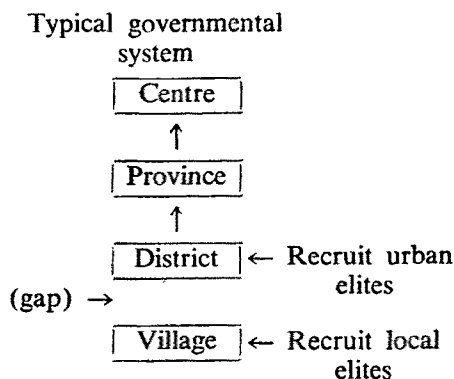 Typical governmental
system
Centre
↑
Province
↑
District ← Recruit urban
elites
(gap) →
Village ← Recruit local
elites